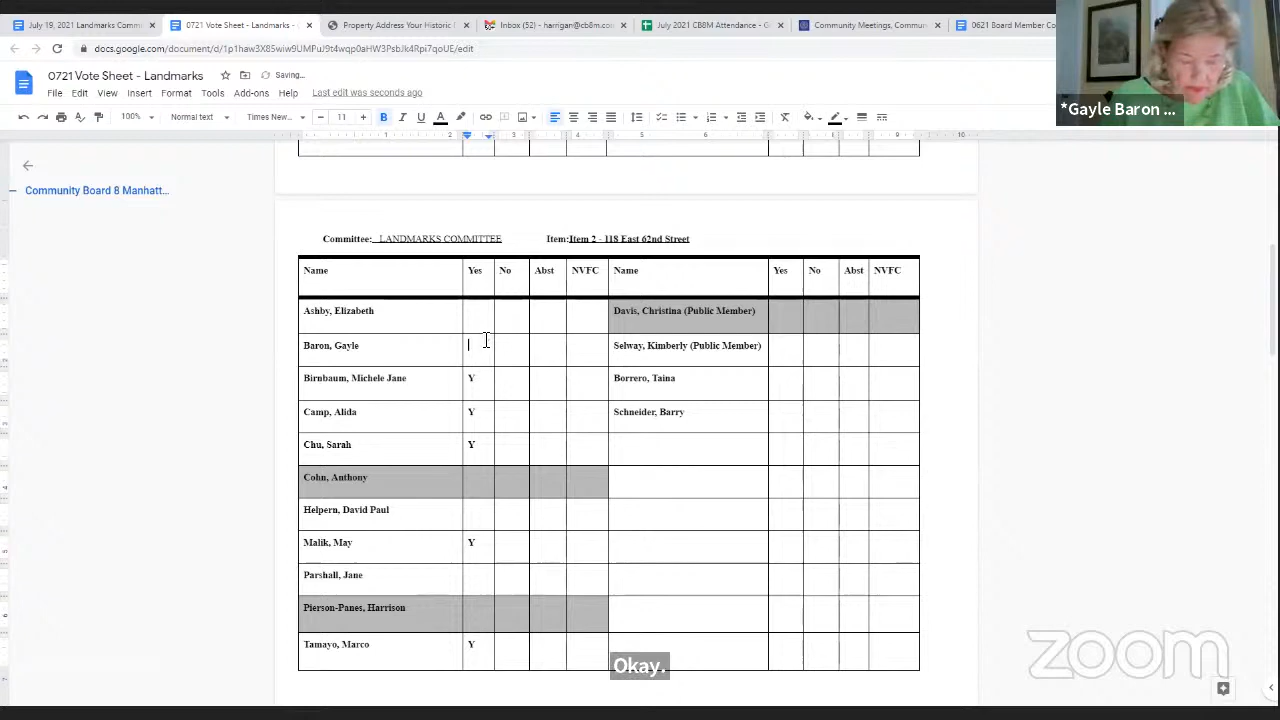 July 19, 2021 Landmarks Comm
0721 Vote Sheet - Landmarks -
Property Address Your Historic
Inbox (52) - harrigan@cb8m.co
July 2021 CB8M Attendance - G
Community Meetings, Commun
0621 Board Member Co
docs.google.com/document/d/1p1haw3X85wiw9UMPuJ9t4wqp0aHW3PsbJk4Rpi7qoUE/edit
0721 Vote Sheet - Landmarks
Saving...
File Edit View Insert Format Tools Add-ons Help Last edit was seconds ago
100% Normal text Times New... 11
*Gayle Baron ...
Community Board 8 Manhatt...
Committee: LANDMARKS COMMITTEE Item:Item 2 - 118 East 62nd Street
Name Yes No Abst NVFC Name Yes No Abst NVFC
Ashby, Elizabeth Davis, Christina (Public Member)
Baron, Gayle Selway, Kimberly (Public Member)
Birnbaum, Michele Jane Y Borrero, Taina
Camp, Alida Y Schneider, Barry
Chu, Sarah Y
Cohn, Anthony
Helpern, David Paul
Malik, May Y
Parshall, Jane
Pierson-Panes, Harrison
Tamayo, Marco Y
Okay.
zoom